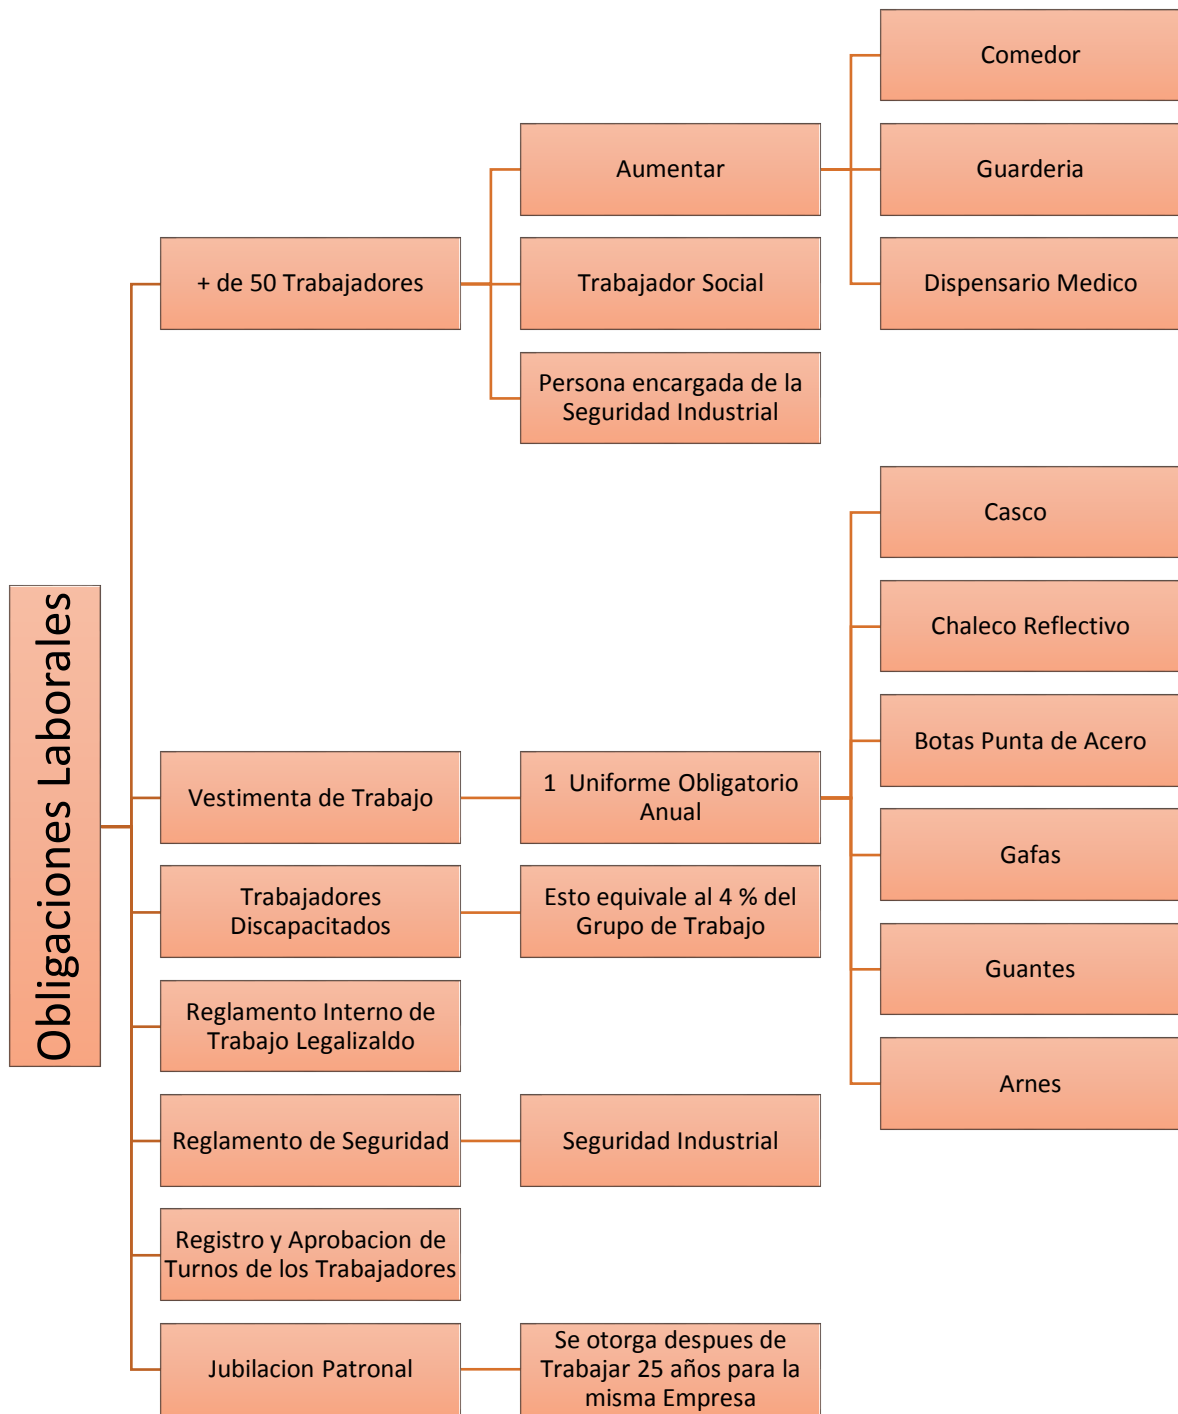 Obligaciones Laborales
+ de 50 Trabajadores
Aumentar
Comedor
Guarderia
Dispensario Medico
Trabajador Social
Persona encargada de la
Seguridad Industrial
Vestimenta de Trabajo
1  Uniforme Obligatorio
Anual
Casco
Chaleco Reflectivo
Botas Punta de Acero
Gafas
Guantes
Arnes
Trabajadores
Discapacitados
Esto equivale al 4 % del
Grupo de Trabajo
Reglamento Interno de
Trabajo Legalizaldo
Reglamento de Seguridad
Seguridad Industrial
Registro y Aprobacion de
Turnos de los Trabajadores
Jubilacion Patronal
Se otorga despues de
Trabajar 25 años para la
misma Empresa